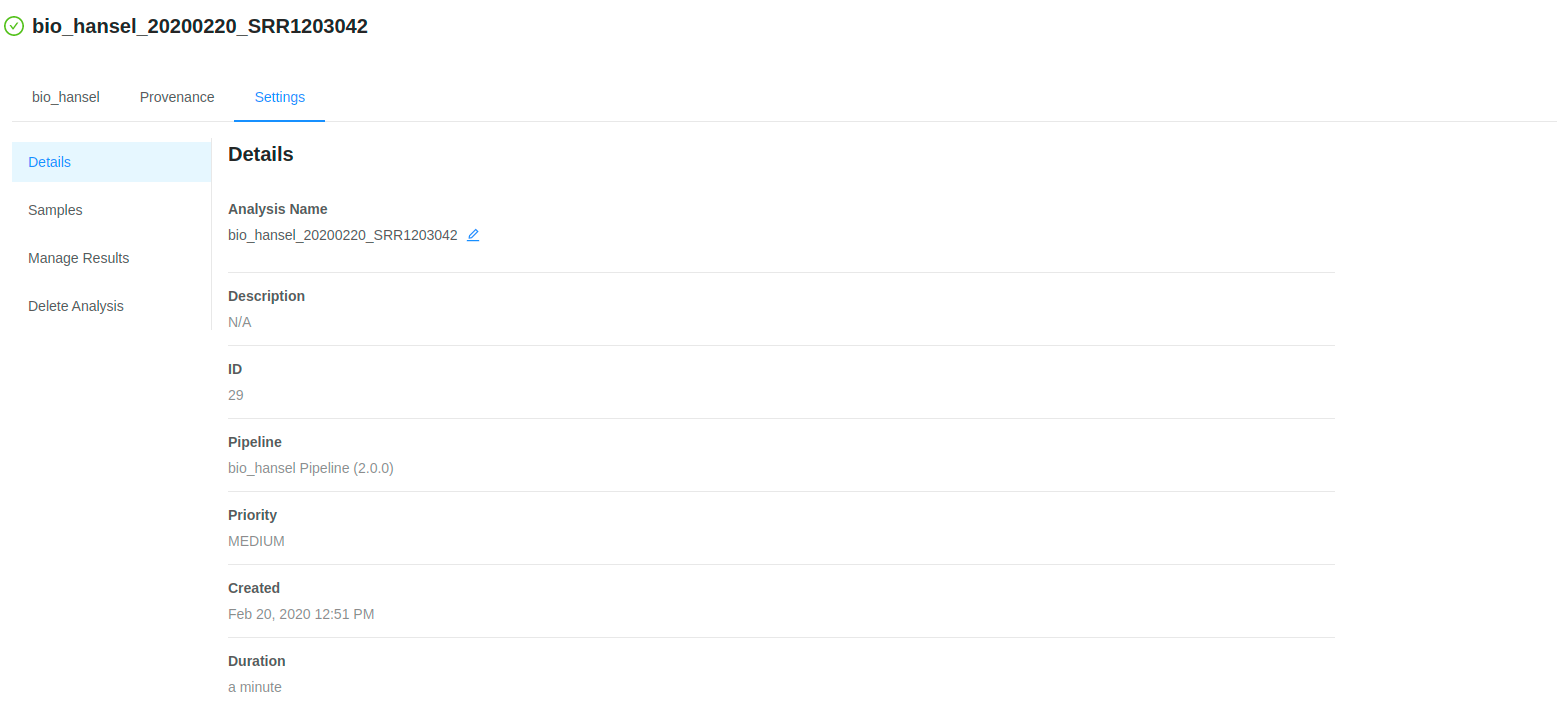 bio_hansel_20200220_SRR1203042
bio_hansel Provenance Settings
Details
Samples
Manage Results
Delete Analysis
Details
Analysis Name
bio_hansel_20200220_SRR1203042
Description
N/A
ID
29
Pipeline
bio_hansel Pipeline (2.0.0)
Priority
MEDIUM
Created
Feb 20, 2020 12:51 PM
Duration
a minute